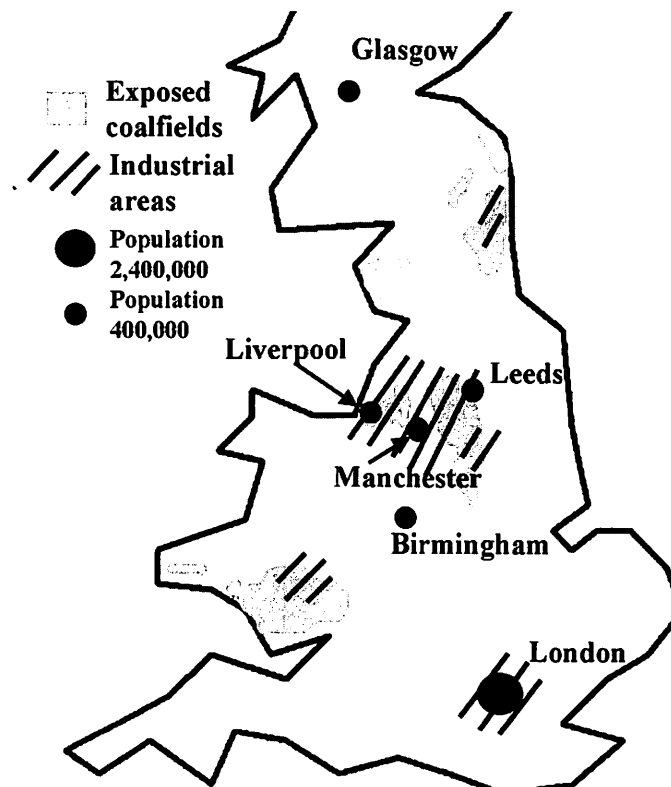 Glasgow
Exposed
coalfields
Industrial
areas
Population
2,400,000
Population
400,000
Liverpool
Leeds
Manchester
Birmingham
London